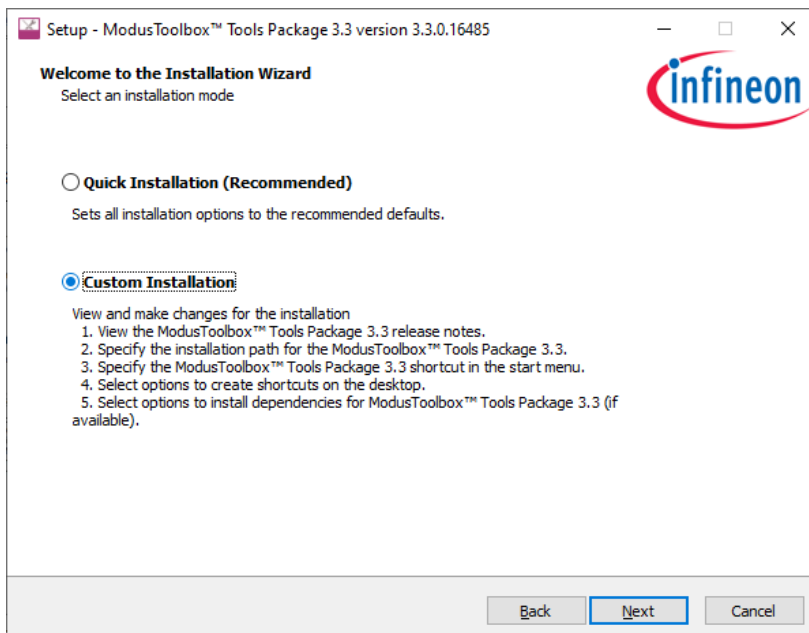 Setup - ModusToolbox™ Tools Package 3.3 version 3.3.0.16485
Welcome to the Installation Wizard
Select an installation mode
infineon
Quick Installation (Recommended)
Sets all installation options to the recommended defaults.
Custom Installation
View and make changes for the installation
1. View the ModusToolbox™ Tools Package 3.3 release notes.
2. Specify the installation path for the ModusToolbox™ Tools Package 3.3.
3. Specify the ModusToolbox™ Tools Package 3.3 shortcut in the start menu.
4. Select options to create shortcuts on the desktop.
5. Select options to install dependencies for ModusToolbox™ Tools Package 3.3 (if
available).
Back Next Cancel